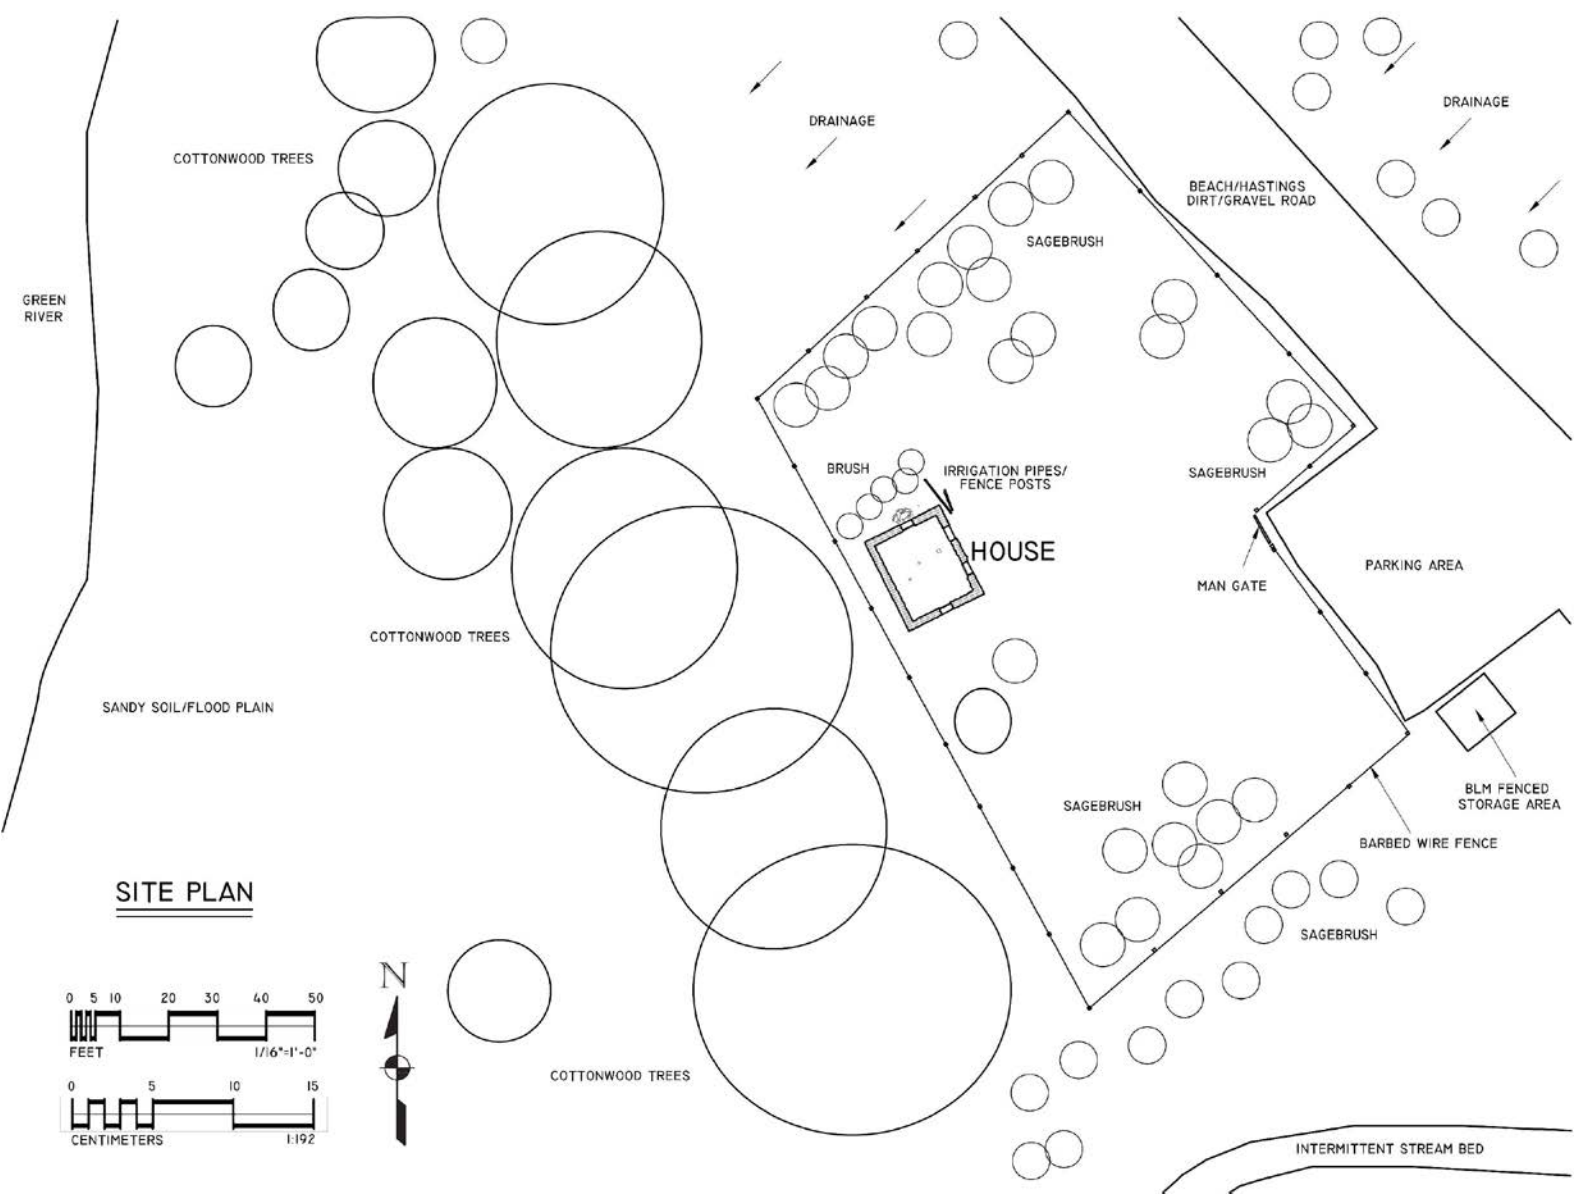 DRAINAGE
DRAINAGE
COTTONWOOD TREES
BEACH/HASTINGS
DIRT/GRAVEL ROAD
SAGEBRUSH
GREEN
RIVER
BRUSH
IRRIGATION PIPES/
FENCE POSTS
SAGEBRUSH
HOUSE
MAN GATE
PARKING AREA
COTTONWOOD TREES
SANDY SOIL/FLOOD PLAIN
BLM FENCED
STORAGE AREA
SAGEBRUSH
BARBED WIRE FENCE
SITE PLAN
SAGEBRUSH
N
0 5 10 20 30 40 50
FEET 1/16"=1'-0"
0 5 10 15
CENTIMETERS 1:192
COTTONWOOD TREES
INTERMITTENT STREAM BED